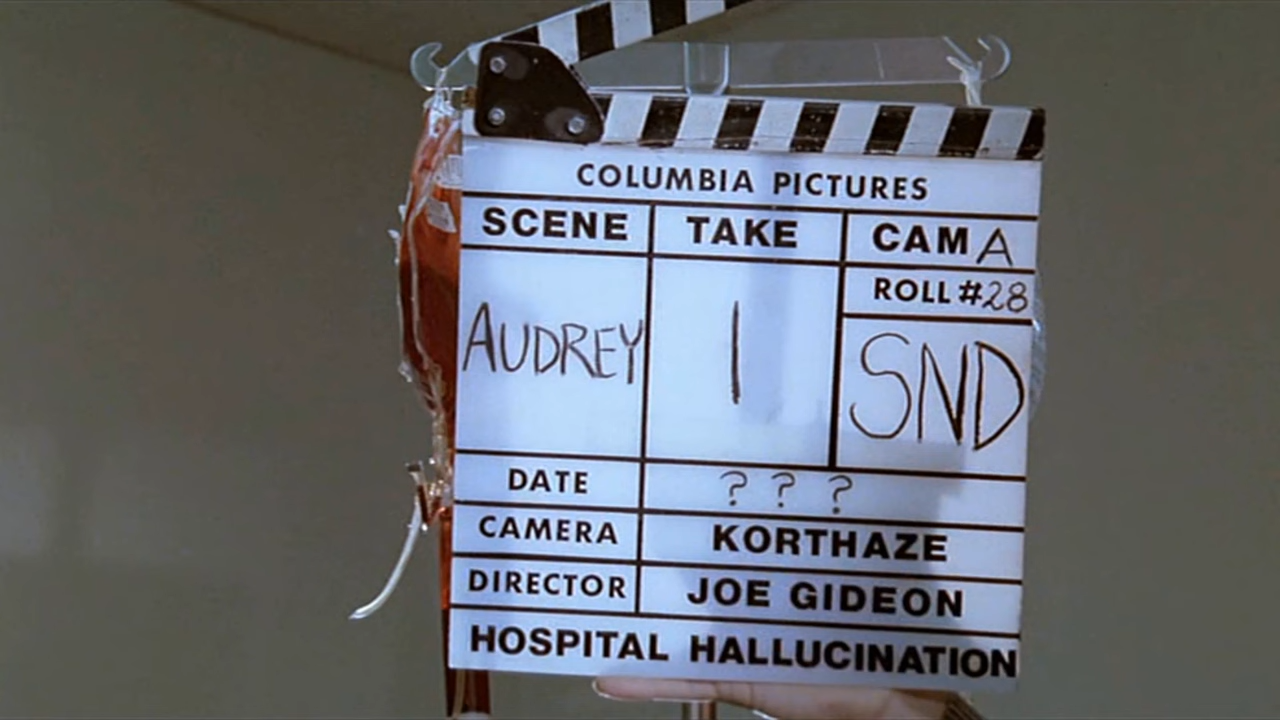 COLUMBIA PICTURES
SCENE TAKE CAM A
ROLL #28
AUDREY 1 SND
DATE ? ? ?
CAMERA KORTHAZE
DIRECTOR JOE GIDEON
HOSPITAL HALLUCINATION